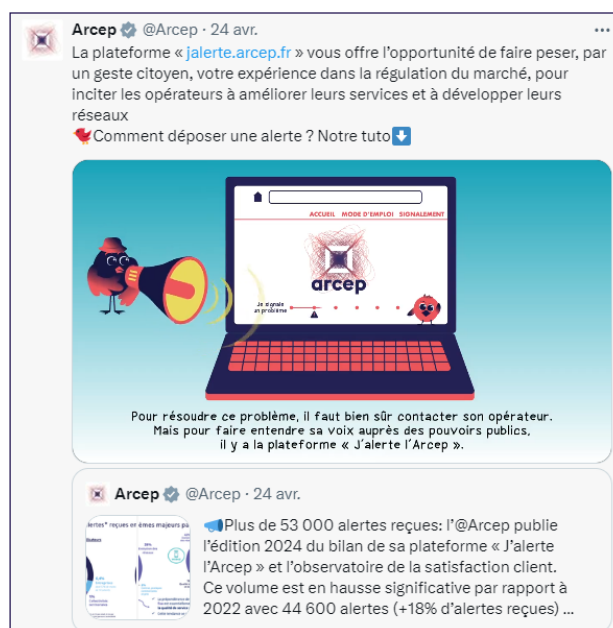 Arcep @Arcep · 24 avr.
La plateforme « jalerte.arcep.fr » vous offre l'opportunité de faire peser, par
un geste citoyen, votre expérience dans la régulation du marché, pour
inciter les opérateurs à améliorer leurs services et à développer leurs
réseaux
Comment déposer une alerte ? Notre tuto
ACCUEIL MODE D'EMPLOI SIGNALEMENT
arcep
Je signale
un problème
Pour résoudre ce problème, il faut bien sûr contacter son opérateur.
Mais pour faire entendre sa voix auprès des pouvoirs publics,
il y a la plateforme « J'alerte l'Arcep ».
Arcep @Arcep · 24 avr.
Plus de 53 000 alertes reçues: l'@Arcep publie
l'édition 2024 du bilan de sa plateforme « J'alerte
l'Arcep » et l'observatoire de la satisfaction client.
Ce volume est en hausse significative par rapport à
2022 avec 44 600 alertes (+18% d'alertes reçues) ...